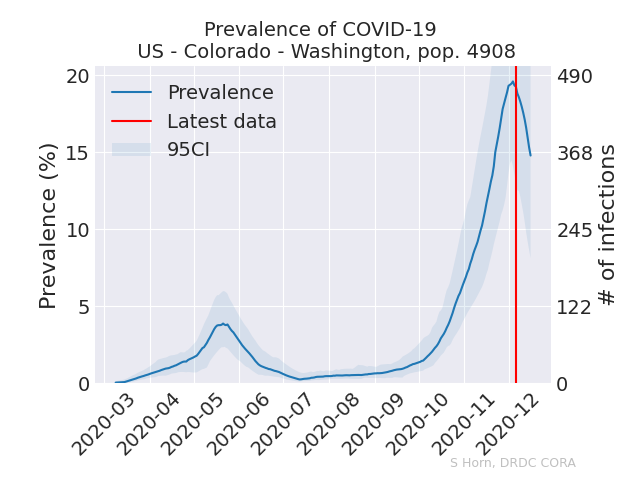 Prevalence of COVID-19
US - Colorado - Washington, pop. 4908
Prevalence
Latest data
95CI
Prevalence (%)
20
15
10
5
0
490
368
245
122
0
# of infections
2020-03
2020-04
2020-05
2020-06
2020-07
2020-08
2020-09
2020-10
2020-11
2020-12
S Horn, DRDC CORA